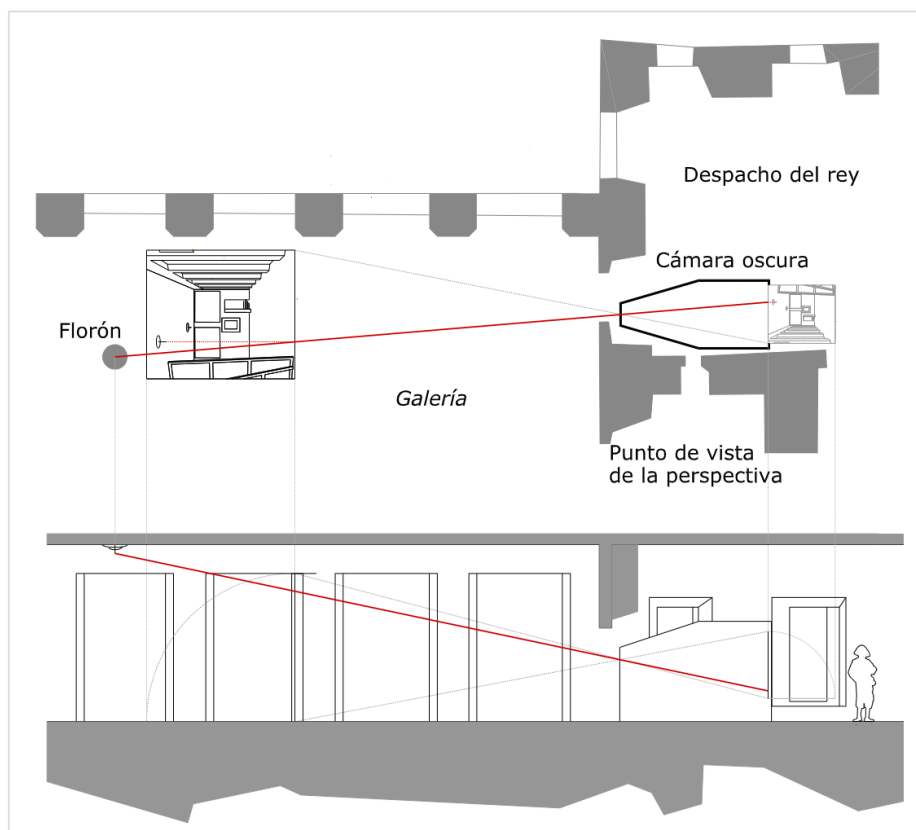 Despacho del rey
Cámara oscura
Florón
Galería
Punto de vista
de la perspectiva